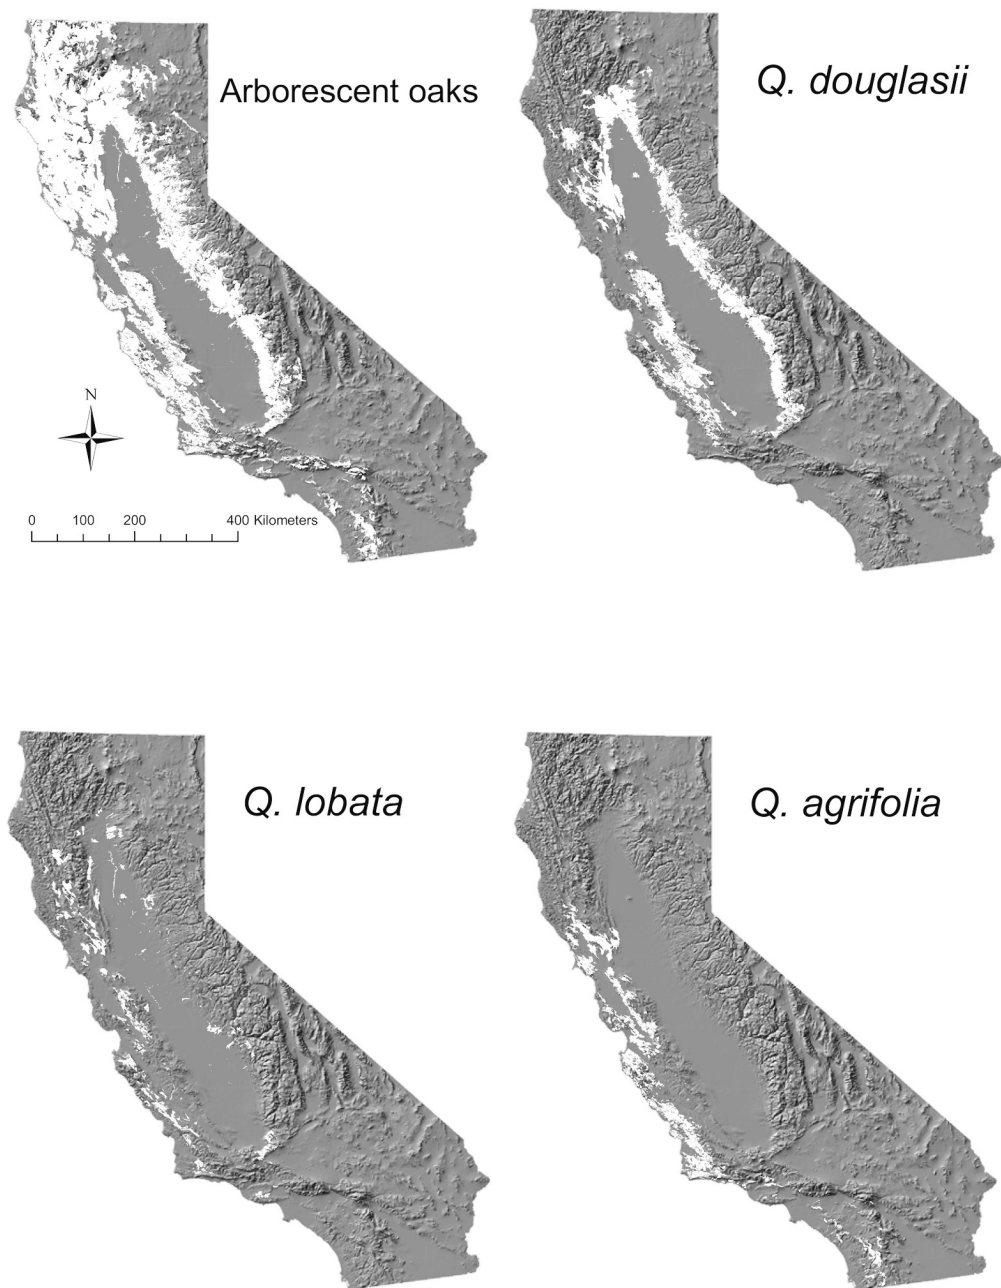 Arborescent oaks
Q. douglasii
N
0 100 200 400 Kilometers
Q. lobata
Q. agrifolia